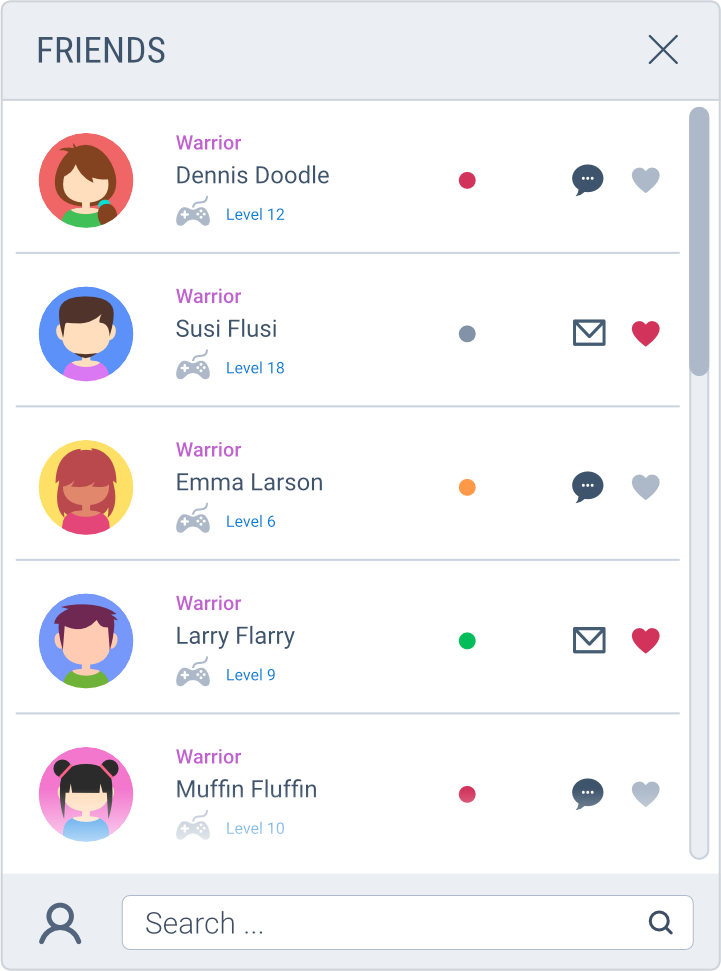 FRIENDS
Warrior
Dennis Doodle
Level 12
Warrior
Susi Flusi
Level 18
Warrior
Emma Larson
Level 6
Warrior
Larry Flarry
Level 9
Warrior
Muffin Fluffin
Level 10
Search ...